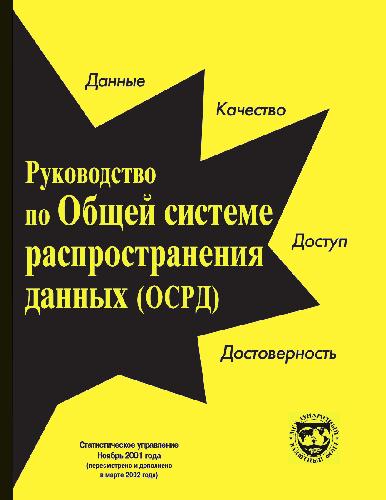 Данные
Качество
Руководство
по Общей системе
распространения
данных (ОСРД)
Доступ
Достоверность
Статистическое управление
Ноябрь 2001 года
(пересмотрено и дополнено
в марте 2002 года)